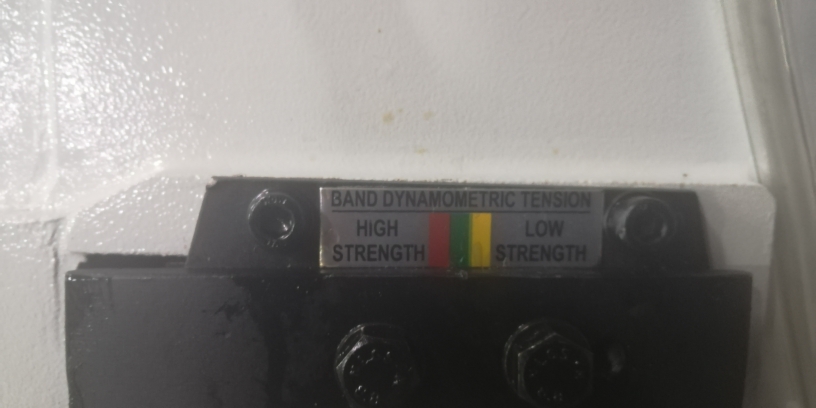 BAND DYNAMOMETRIC TENSION
HIGH
STRENGTH
LOW
STRENGTH